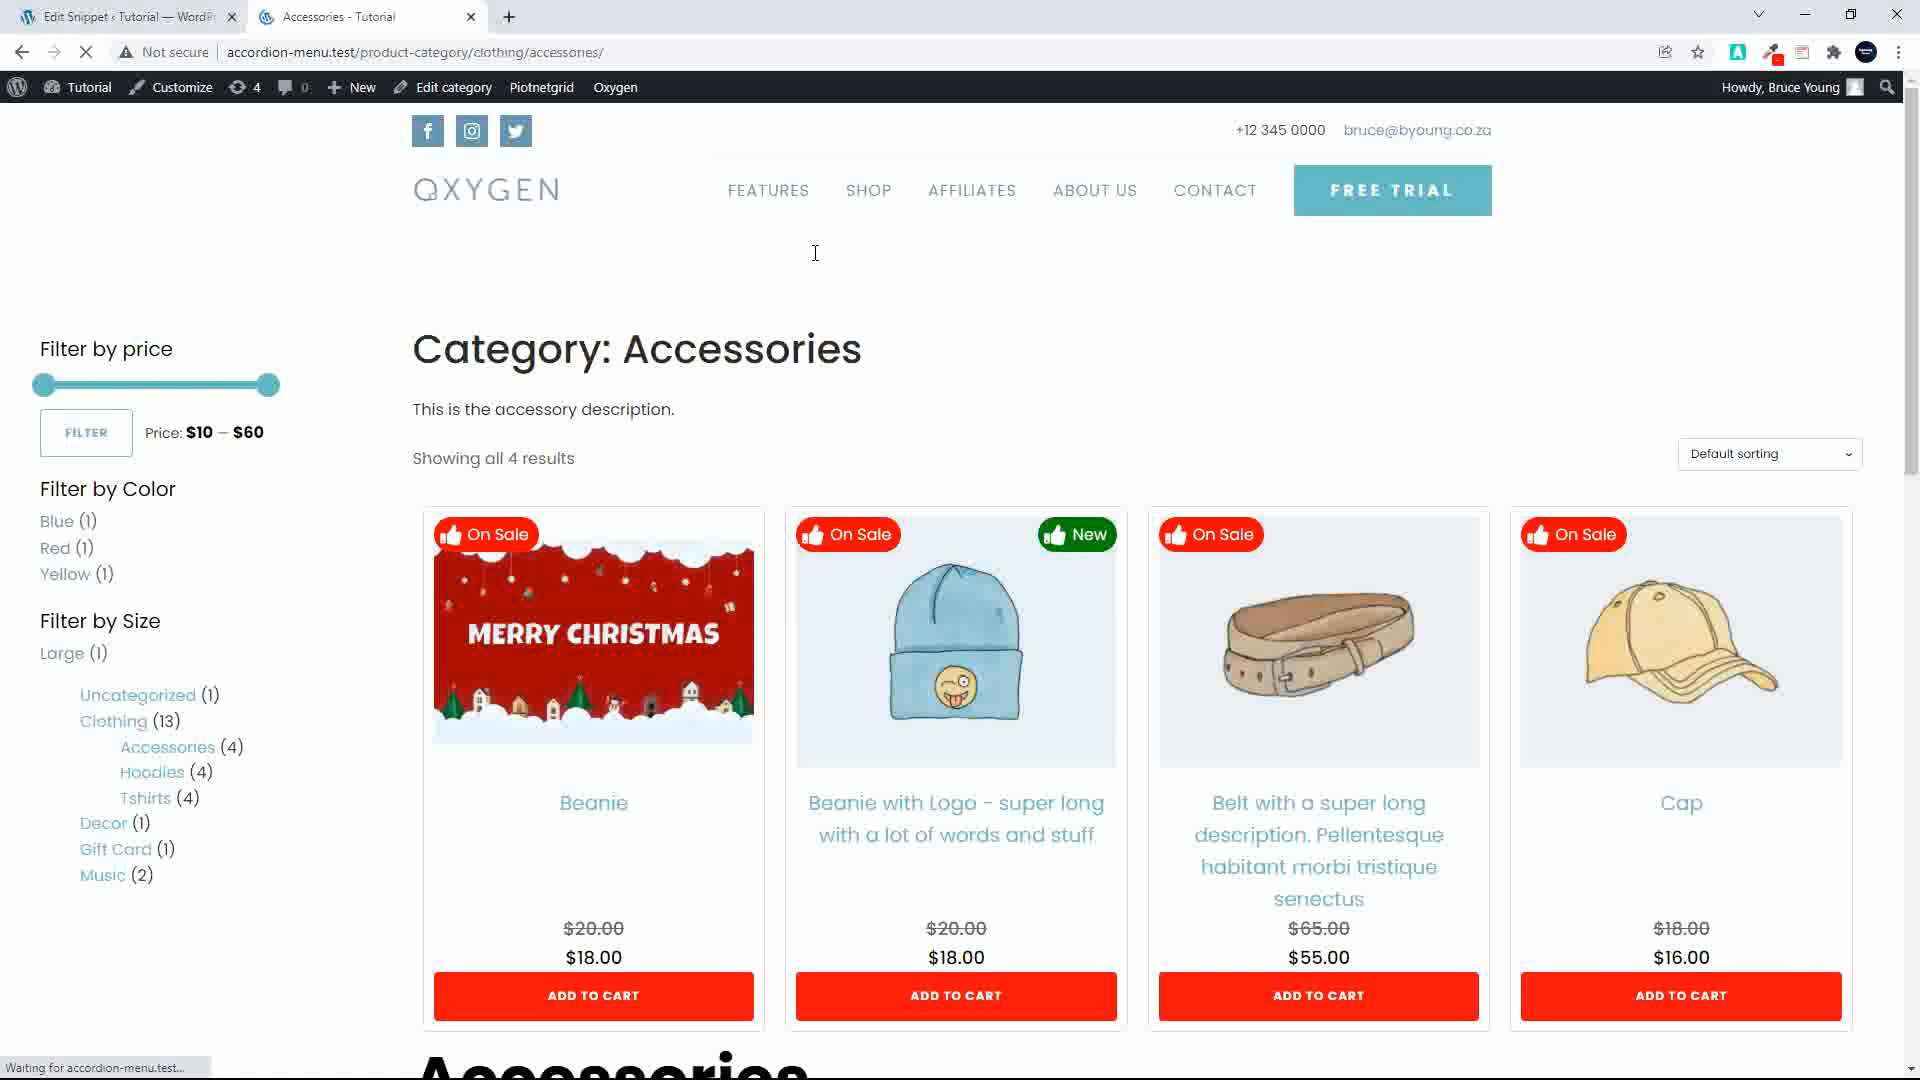 Edit Snippet ‹ Tutorial — WordPr
Accessories - Tutorial
Not secure
accordion-menu.test/product-category/clothing/accessories/
Tutorial
Customize
4
0
New
Edit category
Piotnetgrid
Oxygen
Howdy, Bruce Young
+12 345 0000
bruce@byoung.co.za
OXYGEN
FEATURES
SHOP
AFFILIATES
ABOUT US
CONTACT
FREE TRIAL
Filter by price
FILTER
Price: $10 — $60
Filter by Color
Blue (1)
Red (1)
Yellow (1)
Filter by Size
Large (1)
Uncategorized (1)
Clothing (13)
Accessories (4)
Hoodies (4)
Tshirts (4)
Decor (1)
Gift Card (1)
Music (2)
Category: Accessories
This is the accessory description.
Showing all 4 results
Default sorting
On Sale
MERRY CHRISTMAS
Beanie
$20.00
$18.00
ADD TO CART
On Sale
New
Beanie with Logo - super long
with a lot of words and stuff
$20.00
$18.00
ADD TO CART
On Sale
Belt with a super long
description. Pellentesque
habitant morbi tristique
senectus
$65.00
$55.00
ADD TO CART
On Sale
Cap
$18.00
$16.00
ADD TO CART
Accessories
Waiting for accordion-menu.test...